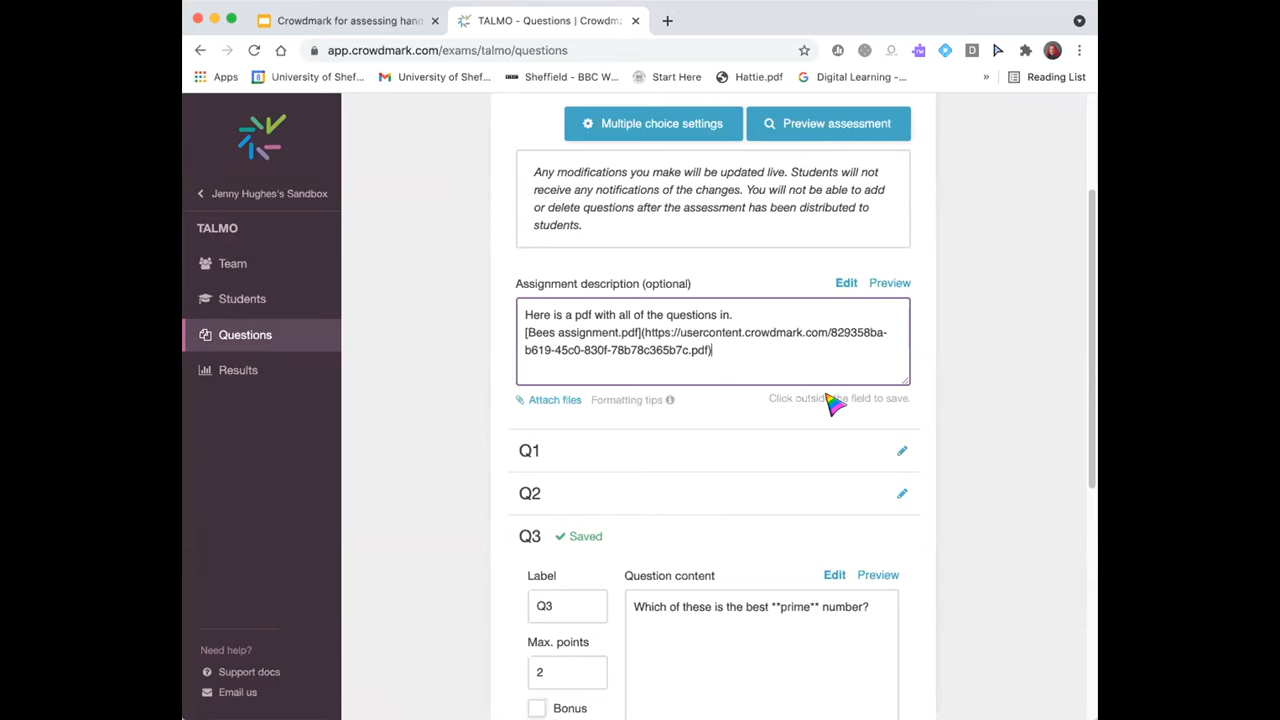 Crowdmark for assessing hand
TALMO - Questions | Crowdm
app.crowdmark.com/exams/talmo/questions
Apps
University of Shef...
University of Shef...
Sheffield - BBC W...
Start Here
Hattie.pdf
Digital Learning -...
»
Reading List
Jenny Hughes's Sandbox
TALMO
Team
Students
Questions
Results
Need help?
Support docs
Email us
Multiple choice settings
Preview assessment
Any modifications you make will be updated live. Students will not
receive any notifications of the changes. You will not be able to add
or delete questions after the assessment has been distributed to
students.
Assignment description (optional)
Edit
Preview
Here is a pdf with all of the questions in.
[Bees assignment.pdf](https://usercontent.crowdmark.com/829358ba-
b619-45c0-830f-78b78c365b7c.pdf)
Attach files
Formatting tips
Click outside the field to save.
Q1
Q2
Q3
Saved
Label
Question content
Edit
Preview
Q3
Which of these is the best **prime** number?
Max. points
2
Bonus